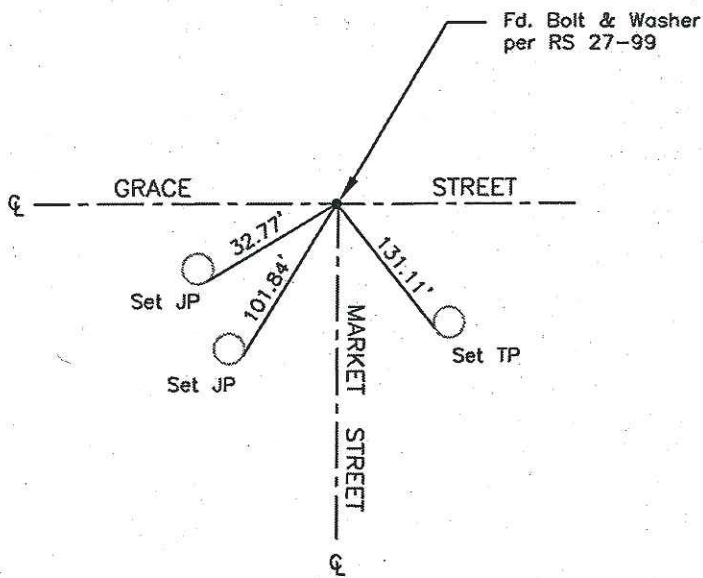 Fd. Bolt & Washer
per RS 27-99
℄ GRACE STREET
32.77'
101.84'
131.11'
Set JP
Set JP
Set TP
MARKET STREET
℄